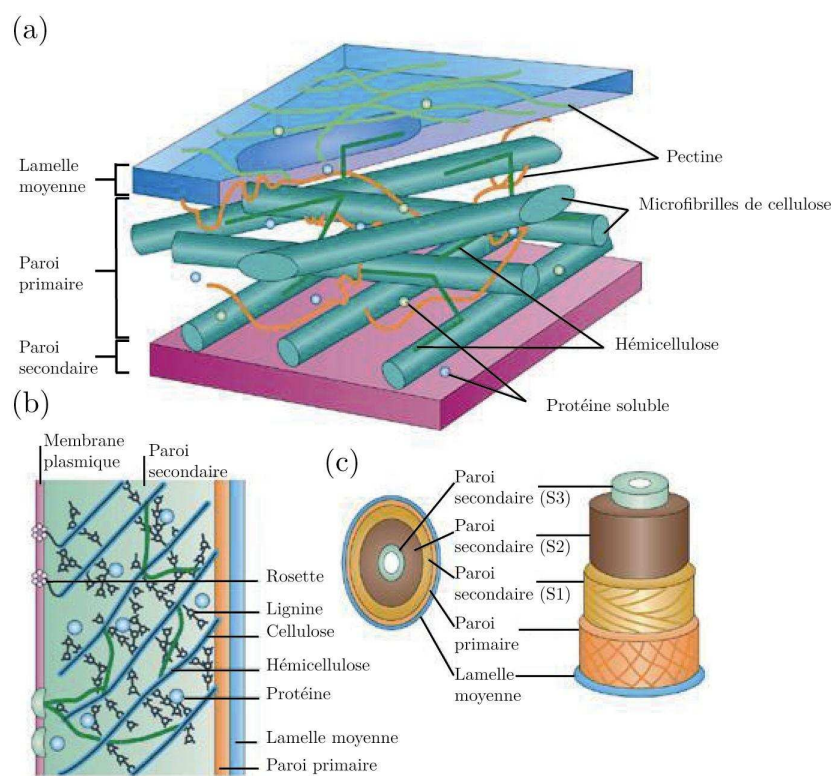 (a)
Lamelle
moyenne
Pectine
Microfibrilles de cellulose
Paroi
primaire
Hémicellulose
Paroi
secondaire
Protéine soluble
(b)
Membrane
plasmique
Paroi
secondaire
Rosette
Lignine
Cellulose
Hémicellulose
Protéine
Lamelle moyenne
Paroi primaire
(c)
Paroi
secondaire (S3)
Paroi
secondaire (S2)
Paroi
secondaire (S1)
Paroi
primaire
Lamelle
moyenne